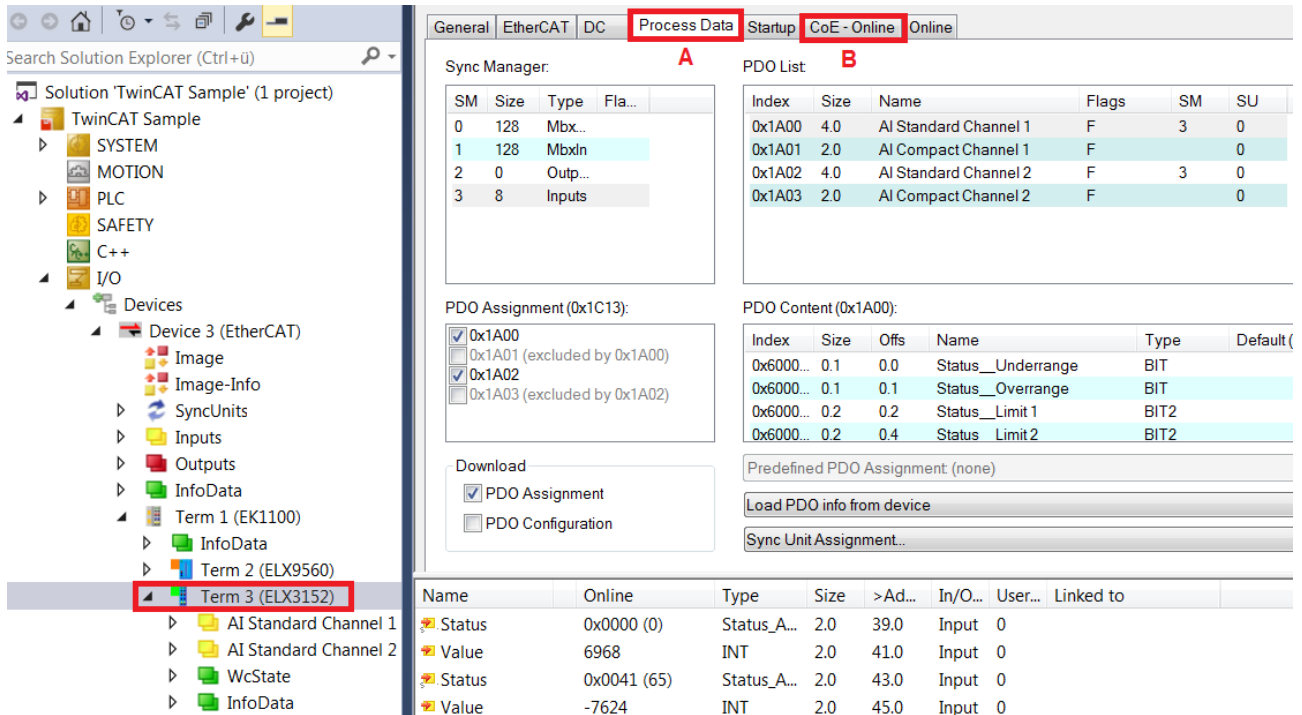 Search Solution Explorer (Ctrl+ü)
Solution 'TwinCAT Sample' (1 project)
TwinCAT Sample
SYSTEM
MOTION
PLC
SAFETY
C++
I/O
Devices
Device 3 (EtherCAT)
Image
Image-Info
SyncUnits
Inputs
Outputs
InfoData
Term 1 (EK1100)
InfoData
Term 2 (ELX9560)
Term 3 (ELX3152)
AI Standard Channel 1
AI Standard Channel 2
WcState
InfoData
General EtherCAT DC Process Data Startup CoE - Online Online
A B
Sync Manager:
SM Size Type Fla...
0 128 Mbx...
1 128 MbxIn
2 0 Outp...
3 8 Inputs
PDO List:
Index Size Name Flags SM SU
0x1A00 4.0 AI Standard Channel 1 F 3 0
0x1A01 2.0 AI Compact Channel 1 F 0
0x1A02 4.0 AI Standard Channel 2 F 3 0
0x1A03 2.0 AI Compact Channel 2 F 0
PDO Assignment (0x1C13):
0x1A00
0x1A01 (excluded by 0x1A00)
0x1A02
0x1A03 (excluded by 0x1A02)
PDO Content (0x1A00):
Index Size Offs Name Type Default (
0x6000... 0.1 0.0 Status__Underrange BIT
0x6000... 0.1 0.1 Status__Overrange BIT
0x6000... 0.2 0.2 Status__Limit 1 BIT2
0x6000... 0.2 0.4 Status__Limit 2 BIT2
Download
PDO Assignment
PDO Configuration
Predefined PDO Assignment: (none)
Load PDO info from device
Sync Unit Assignment...
Name Online Type Size >Ad... In/O... User... Linked to
Status 0x0000 (0) Status_A... 2.0 39.0 Input 0
Value 6968 INT 2.0 41.0 Input 0
Status 0x0041 (65) Status_A... 2.0 43.0 Input 0
Value -7624 INT 2.0 45.0 Input 0